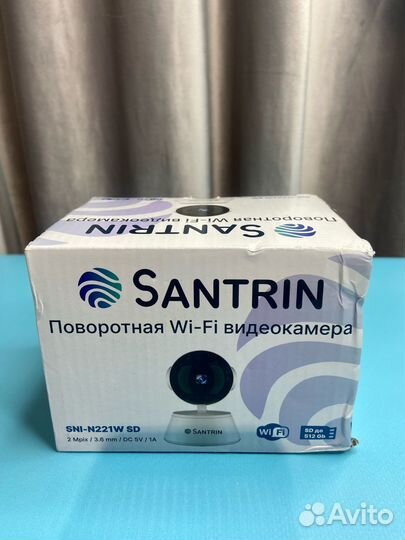 Поворотная Wi-Fi видеокамера
SANTRIN
SANTRIN
Поворотная Wi-Fi видеокамера
SNI-N221W SD
2 Mpix / 3.6 mm / DC 5V / 1A
SANTRIN
Wi Fi
SD до
512 Gb
Avito